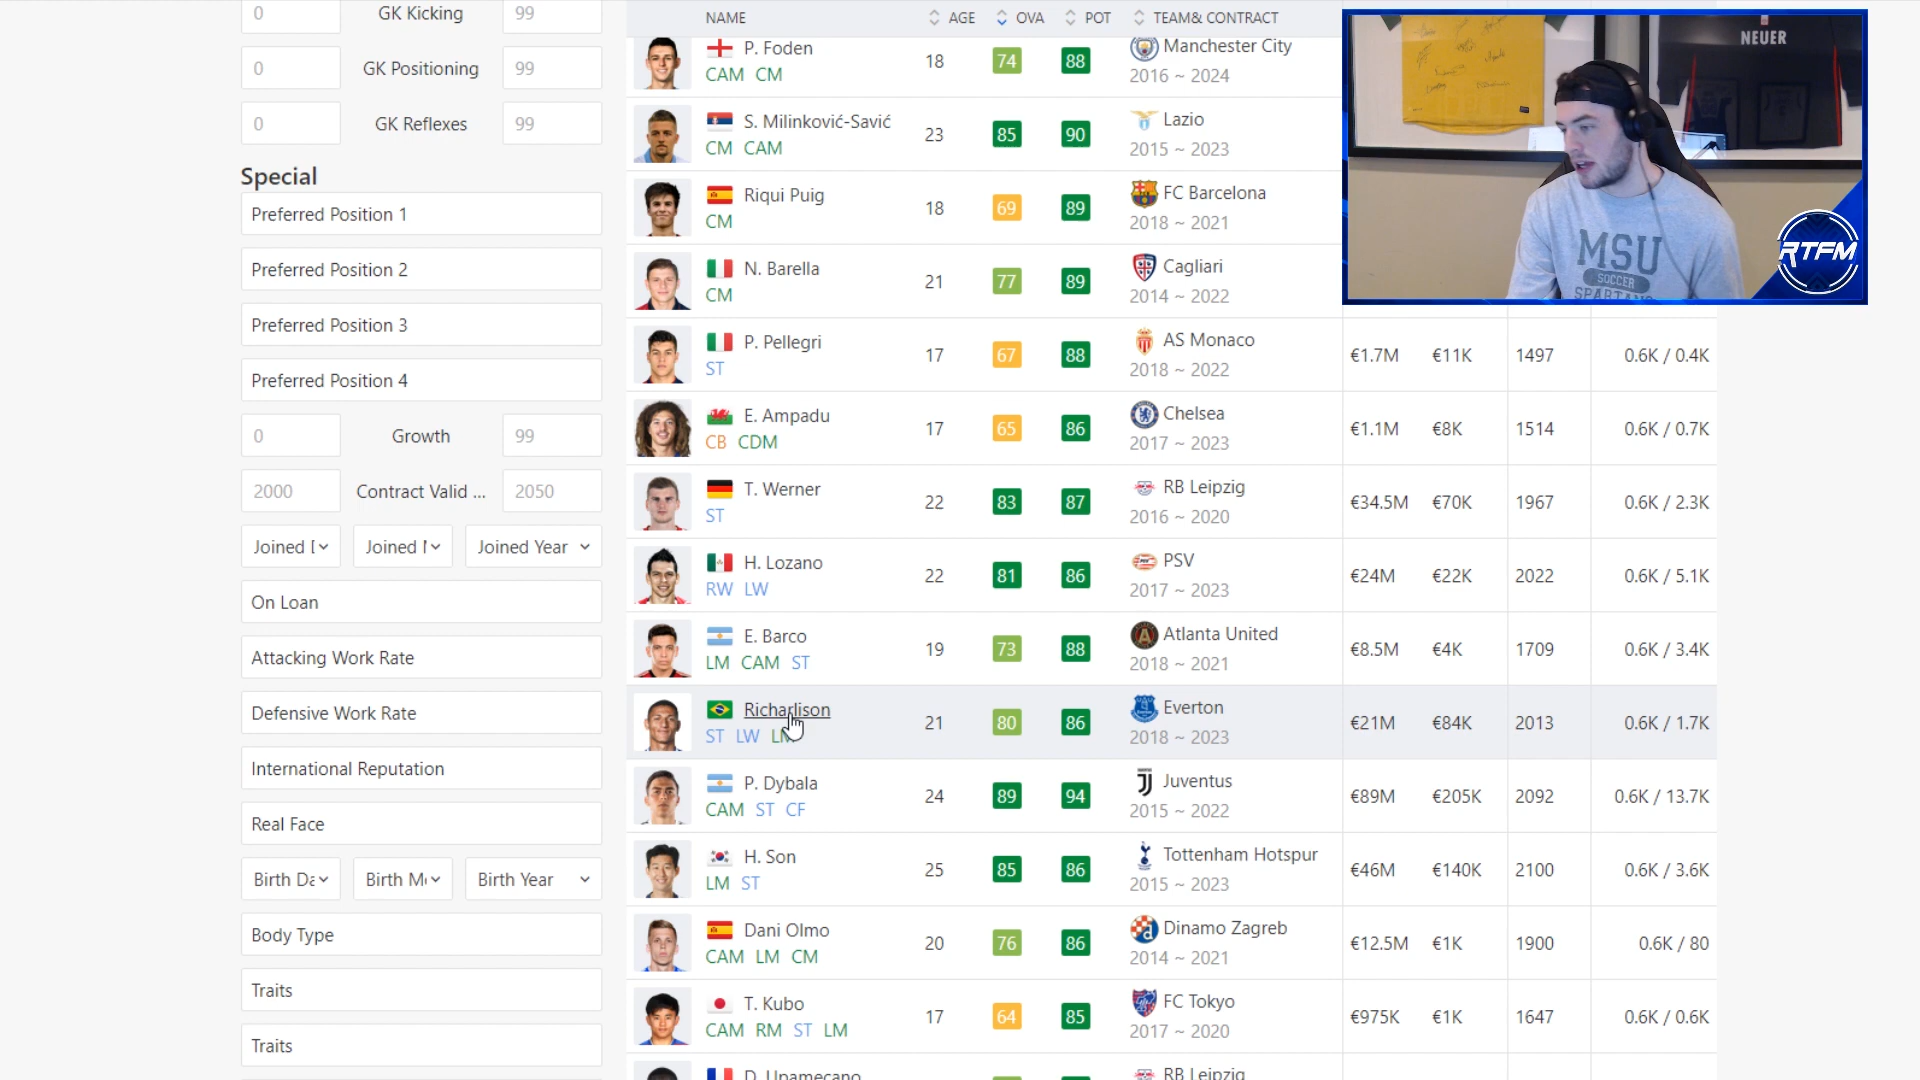 0 GK Kicking 99
0 GK Positioning 99
0 GK Reflexes 99
Special
Preferred Position 1
Preferred Position 2
Preferred Position 3
Preferred Position 4
0 Growth 99
2000 Contract Valid ... 2050
Joined Joined Joined Year
On Loan
Attacking Work Rate
Defensive Work Rate
International Reputation
Real Face
Birth Birth Birth Year
Body Type
Traits
Traits
NAME AGE OVA POT TEAM& CONTRACT
P. Foden 18 74 88 Manchester City
CAM CM 2016 ~ 2024
S. Milinković-Savić 23 85 90 Lazio
CM CAM 2015 ~ 2023
Riqui Puig 18 69 89 FC Barcelona
CM 2018 ~ 2021
N. Barella 21 77 89 Cagliari
CM 2014 ~ 2022
P. Pellegri 17 67 88 AS Monaco €1.7M €11K 1497 0.6K / 0.4K
ST 2018 ~ 2022
E. Ampadu 17 65 86 Chelsea €1.1M €8K 1514 0.6K / 0.7K
CB CDM 2017 ~ 2023
T. Werner 22 83 87 RB Leipzig €34.5M €70K 1967 0.6K / 2.3K
ST 2016 ~ 2020
H. Lozano 22 81 86 PSV €24M €22K 2022 0.6K / 5.1K
RW LW 2017 ~ 2023
E. Barco 19 73 88 Atlanta United €8.5M €4K 1709 0.6K / 3.4K
LM CAM ST 2018 ~ 2021
Richarlison 21 80 86 Everton €21M €84K 2013 0.6K / 1.7K
ST LW LM 2018 ~ 2023
P. Dybala 24 89 94 Juventus €89M €205K 2092 0.6K / 13.7K
CAM ST CF 2015 ~ 2022
H. Son 25 85 86 Tottenham Hotspur €46M €140K 2100 0.6K / 3.6K
LM ST 2015 ~ 2023
Dani Olmo 20 76 86 Dinamo Zagreb €12.5M €1K 1900 0.6K / 80
CAM LM CM 2014 ~ 2021
T. Kubo 17 64 85 FC Tokyo €975K €1K 1647 0.6K / 0.6K
CAM RM ST LM 2017 ~ 2020
D. Upamecano RB Leipzig
NEUER
MSU
SOCCER
SPARTANS
RTFM